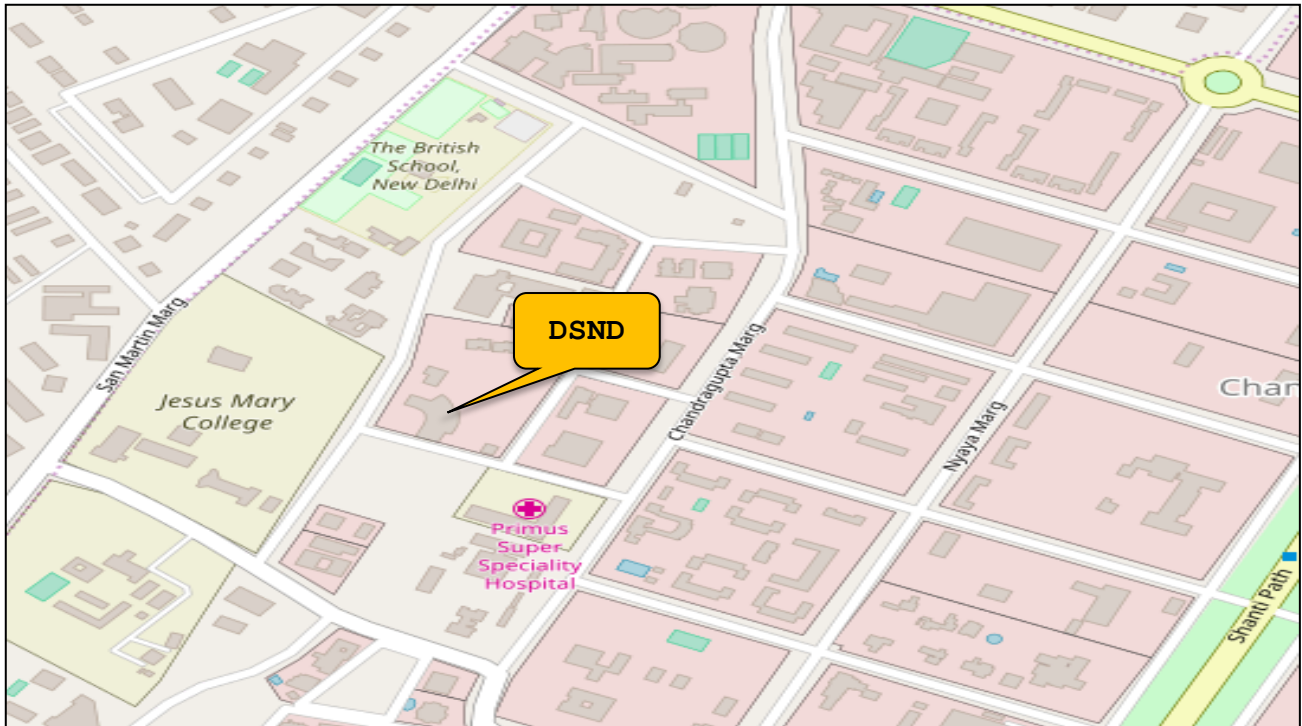 The British
School,
New Delhi
DSND
San Martin Marg
Chandragupta Marg
Jesus Mary
College
Chan
Nyaya Marg
Primus
Super
Speciality
Hospital
Shanti Path